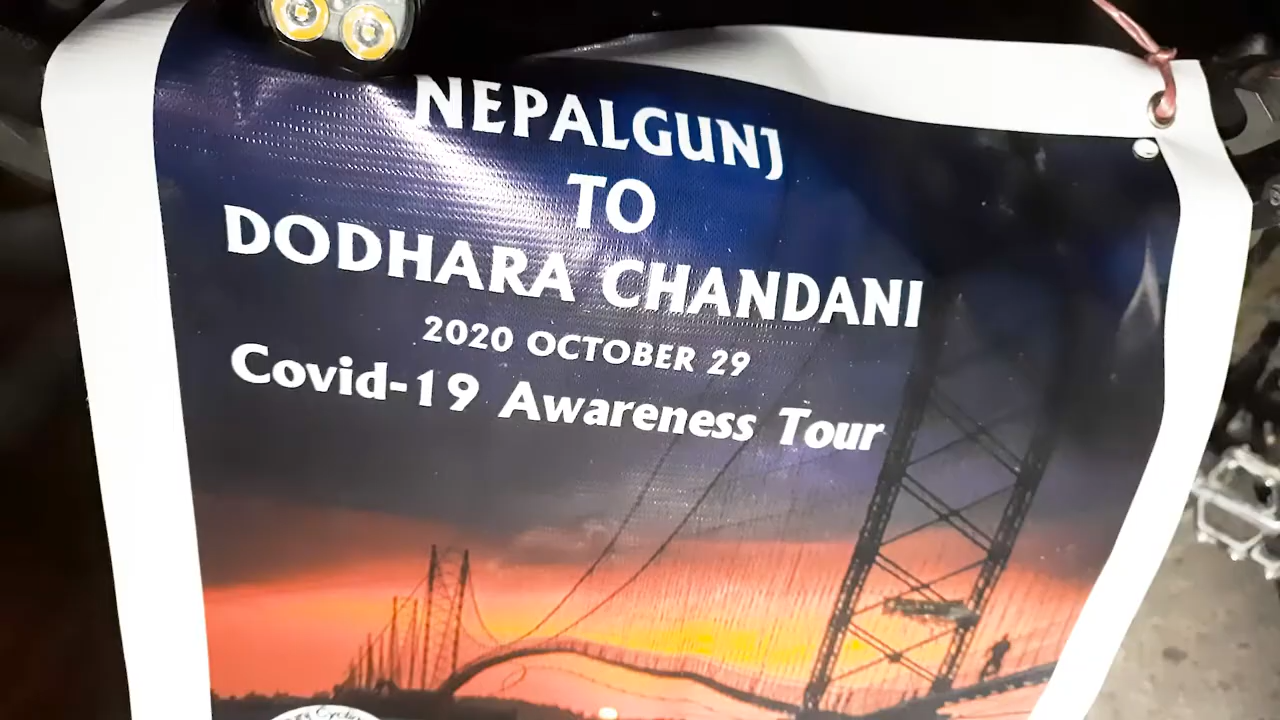 NEPALGUNJ
TO
DODHARA CHANDANI
2020 OCTOBER 29
Covid-19 Awareness Tour